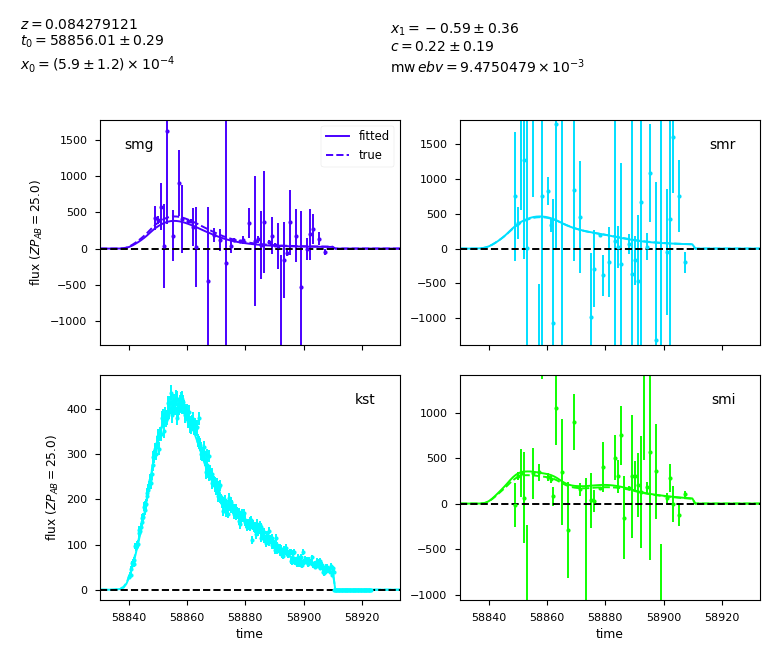 z = 0.084279121
t₀ = 58856.01 ± 0.29
x₀ = (5.9 ± 1.2) × 10⁻⁴
x₁ = −0.59 ± 0.36
c = 0.22 ± 0.19
mw ebv = 9.4750479 × 10⁻³
smg
fitted
true
1500
1000
500
0
−500
−1000
flux (ZP_AB = 25.0)
smr
1500
1000
500
0
−500
−1000
kst
400
300
200
100
0
flux (ZP_AB = 25.0)
58840 58860 58880 58900 58920
time
smi
1000
500
0
−500
−1000
58840 58860 58880 58900 58920
time